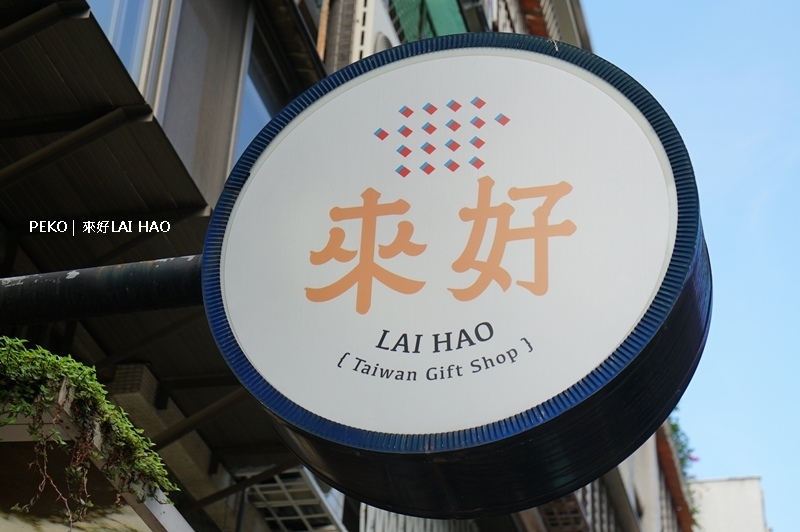 PEKO | 來好LAI HAO
來好
LAI HAO
{ Taiwan Gift Shop }